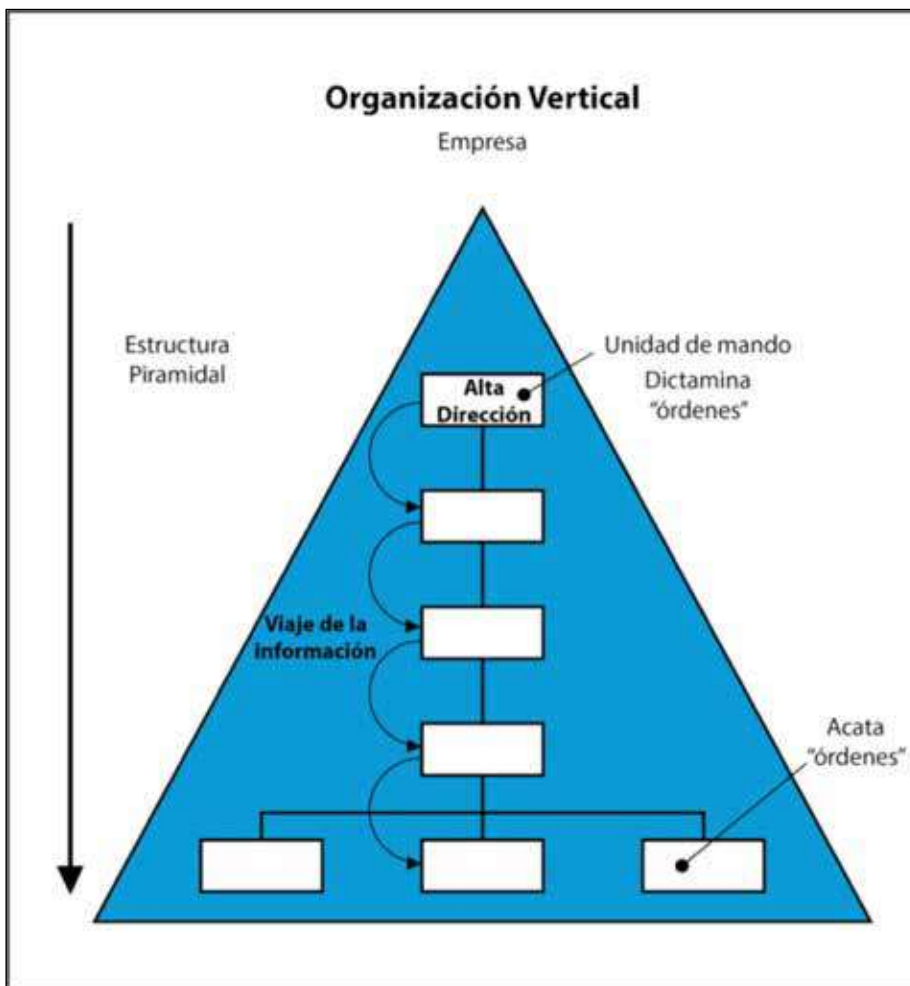 Organización Vertical
Empresa
Estructura
Piramidal
Unidad de mando
Dictamina
“órdenes”
Alta
Dirección
Viaje de la
información
Acata
“órdenes”